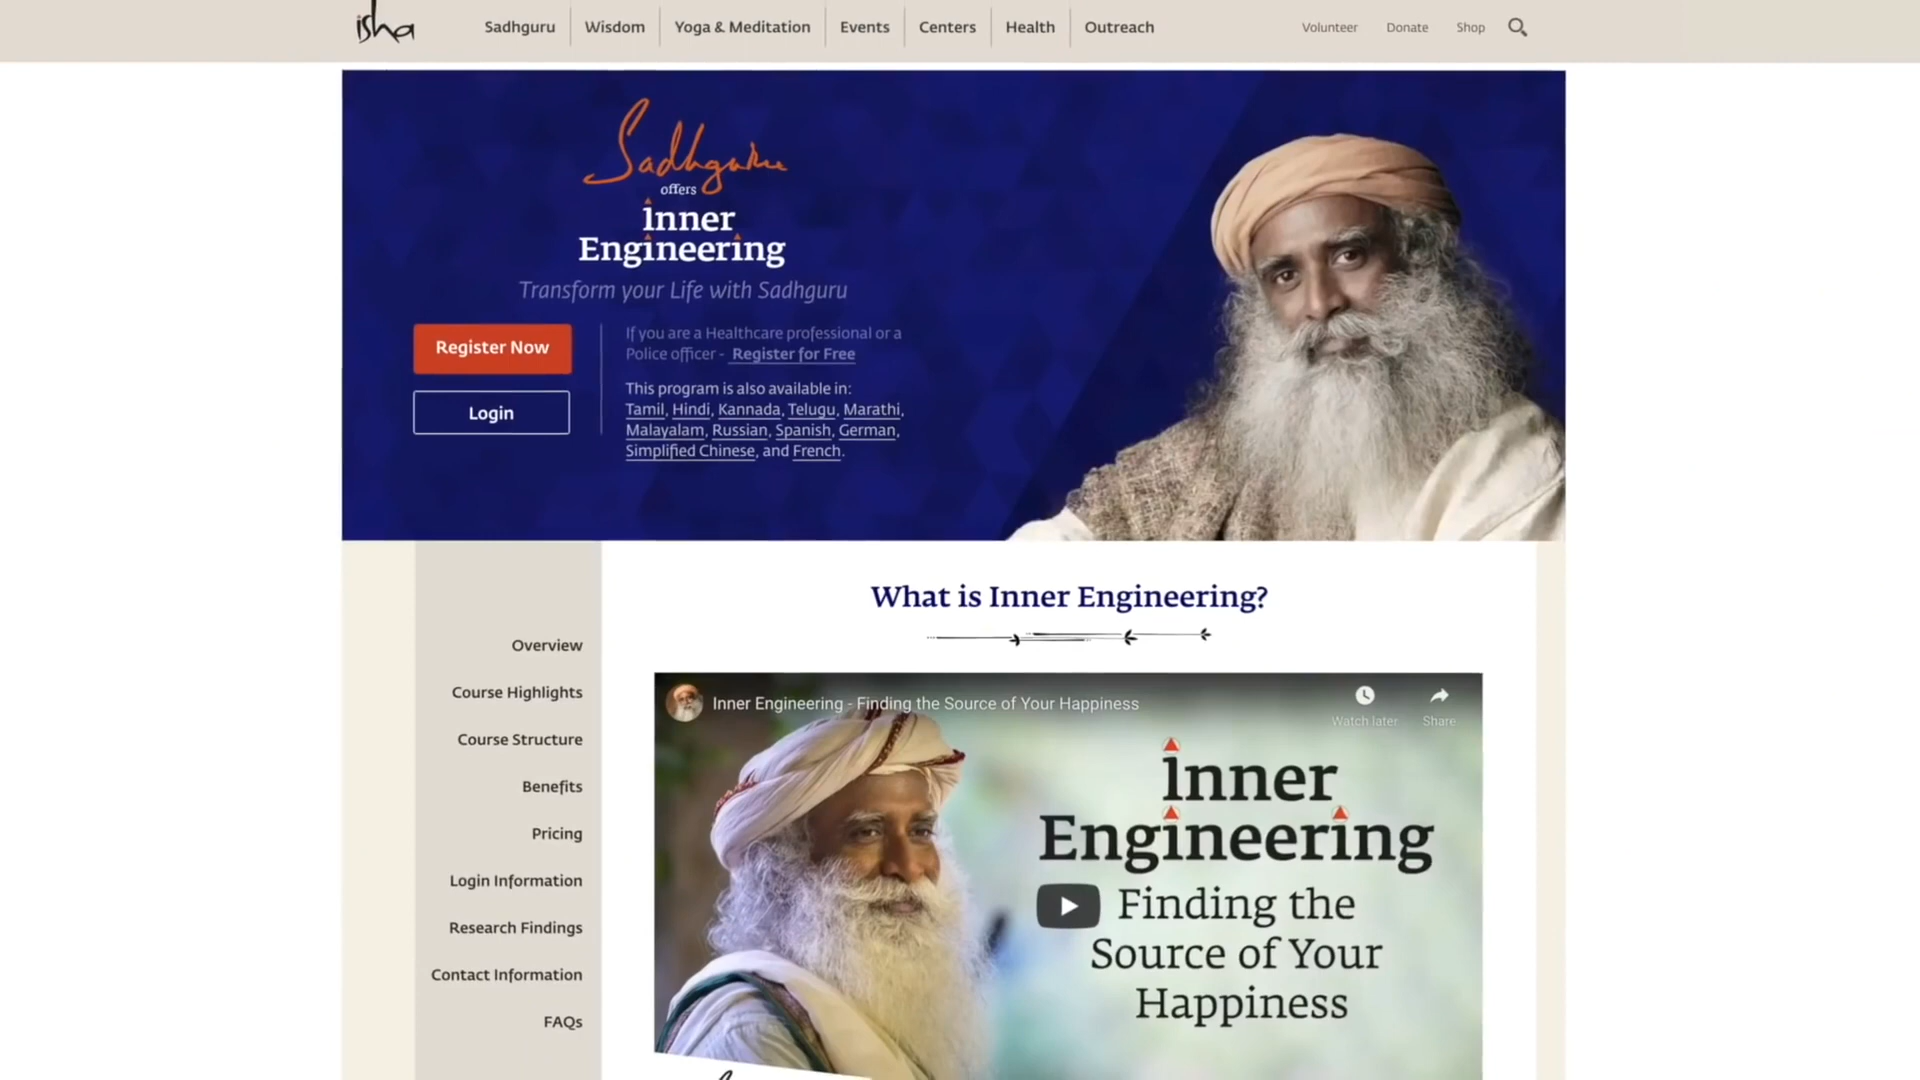 isha
Sadhguru
Wisdom
Yoga & Meditation
Events
Centers
Health
Outreach
Volunteer
Donate
Shop
Sadhguru
offers
inner
Engineering
Transform your Life with Sadhguru
Register Now
Login
If you are a Healthcare professional or a
Police officer - Register for Free
This program is also available in:
Tamil, Hindi, Kannada, Telugu, Marathi,
Malayalam, Russian, Spanish, German,
Simplified Chinese, and French.
Overview
Course Highlights
Course Structure
Benefits
Pricing
Login Information
Research Findings
Contact Information
FAQs
What is Inner Engineering?
Inner Engineering - Finding the Source of Your Happiness
Watch later
Share
inner
Engineering
Finding the
Source of Your
Happiness